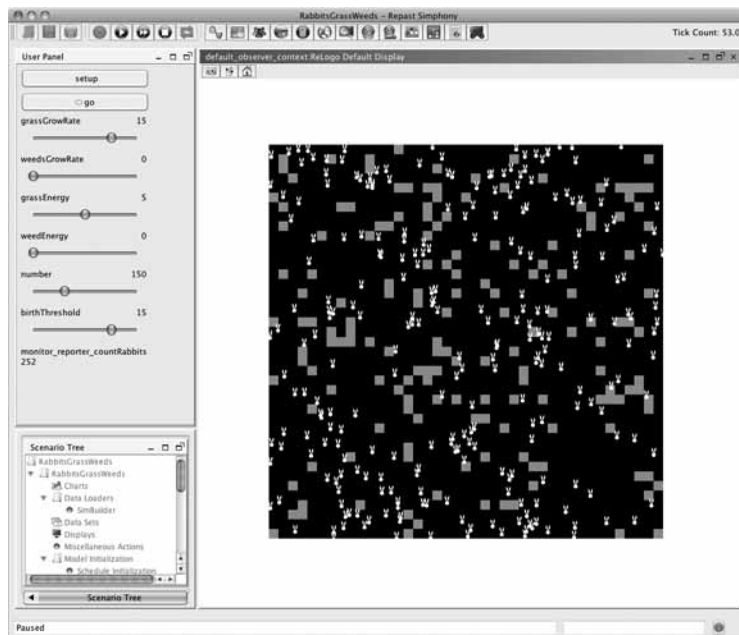 RabbitsGrassWeeds - Repast Simphony
Tick Count: 53.0
User Panel
default_observer_context:ReLogo Default Display
setup
go
grassGrowRate 15
weedsGrowRate 0
grassEnergy 5
weedEnergy 0
number 150
birthThreshold 15
monitor_reporter_countRabbits
252
Scenario Tree
RabbitsGrassWeeds
RabbitsGrassWeeds
Charts
Data Loaders
SimBuilder
Data Sets
Displays
Miscellaneous Actions
Model Initialization
Schedule Initialization
Scenario Tree
Paused